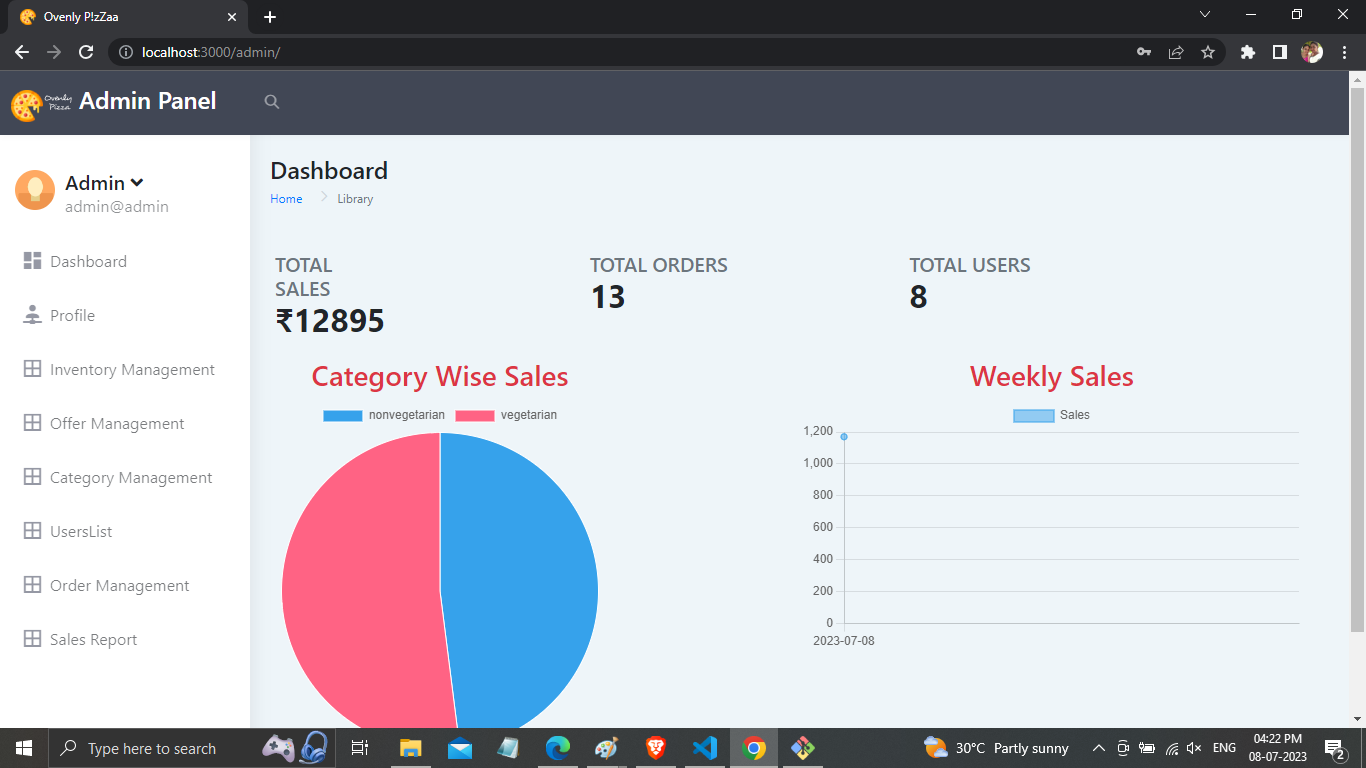 Ovenly P!zZaa
localhost:3000/admin/
Ovenly
Pizza
Admin Panel
Admin
admin@admin
Dashboard
Profile
Inventory Management
Offer Management
Category Management
UsersList
Order Management
Sales Report
Dashboard
Home
Library
TOTAL
SALES
₹12895
TOTAL ORDERS
13
TOTAL USERS
8
Category Wise Sales
nonvegetarian
vegetarian
Weekly Sales
Sales
1,200
1,000
800
600
400
200
0
2023-07-08
Type here to search
30°C Partly sunny
ENG
04:22 PM
08-07-2023
2